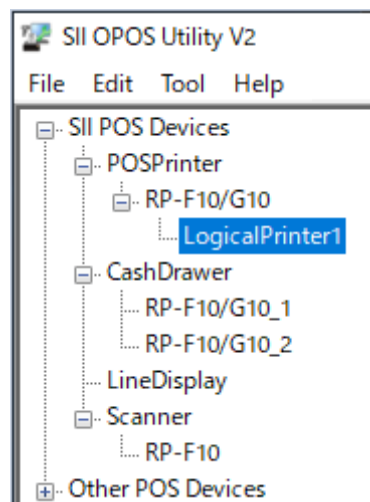 SII OPOS Utility V2
File Edit Tool Help
SII POS Devices
POSPrinter
RP-F10/G10
LogicalPrinter1
CashDrawer
RP-F10/G10_1
RP-F10/G10_2
LineDisplay
Scanner
RP-F10
Other POS Devices